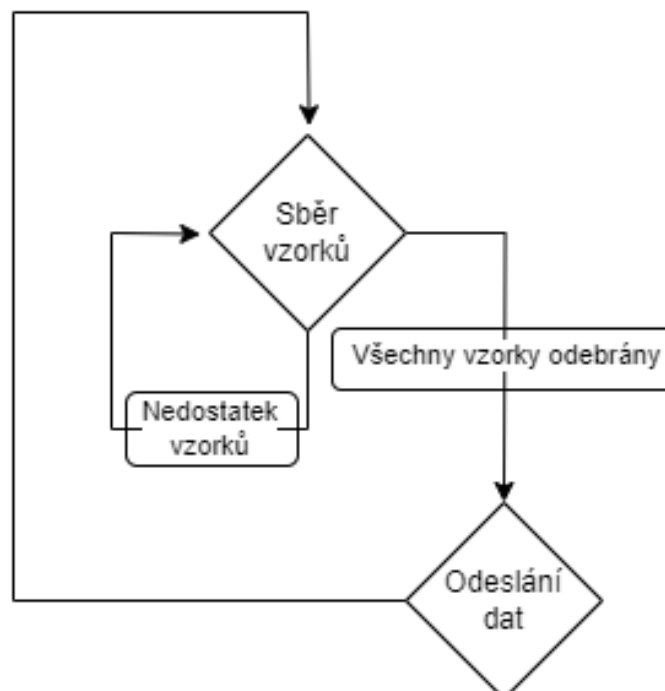 Sběr
vzorků
Všechny vzorky odebrány
Nedostatek
vzorků
Odeslání
dat